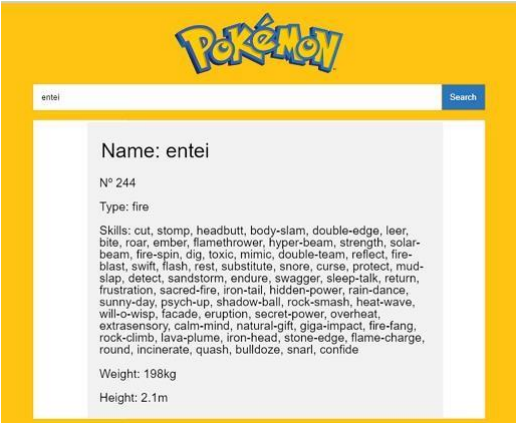 POKéMON
entei
Search
Name: entei
Nº 244
Type: fire
Skills: cut, stomp, headbutt, body-slam, double-edge, leer,
bite, roar, ember, flamethrower, hyper-beam, strength, solar-
beam, fire-spin, dig, toxic, mimic, double-team, reflect, fire-
blast, swift, flash, rest, substitute, snore, curse, protect, mud-
slap, detect, sandstorm, endure, swagger, sleep-talk, return,
frustration, sacred-fire, iron-tail, hidden-power, rain-dance,
sunny-day, psych-up, shadow-ball, rock-smash, heat-wave,
will-o-wisp, facade, eruption, secret-power, overheat,
extrasensory, calm-mind, natural-gift, giga-impact, fire-fang,
rock-climb, lava-plume, iron-head, stone-edge, flame-charge,
round, incinerate, quash, bulldoze, snarl, confide
Weight: 198kg
Height: 2.1m